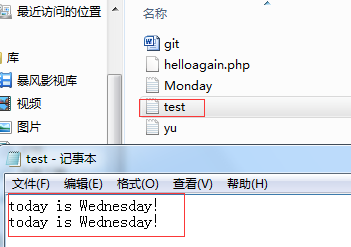 最近访问的位置
名称
git
库
helloagain.php
暴风影视库
Monday
视频
test
图片
yu
test - 记事本
文件(F) 编辑(E) 格式(O) 查看(V) 帮助(H)
today is Wednesday!
today is Wednesday!